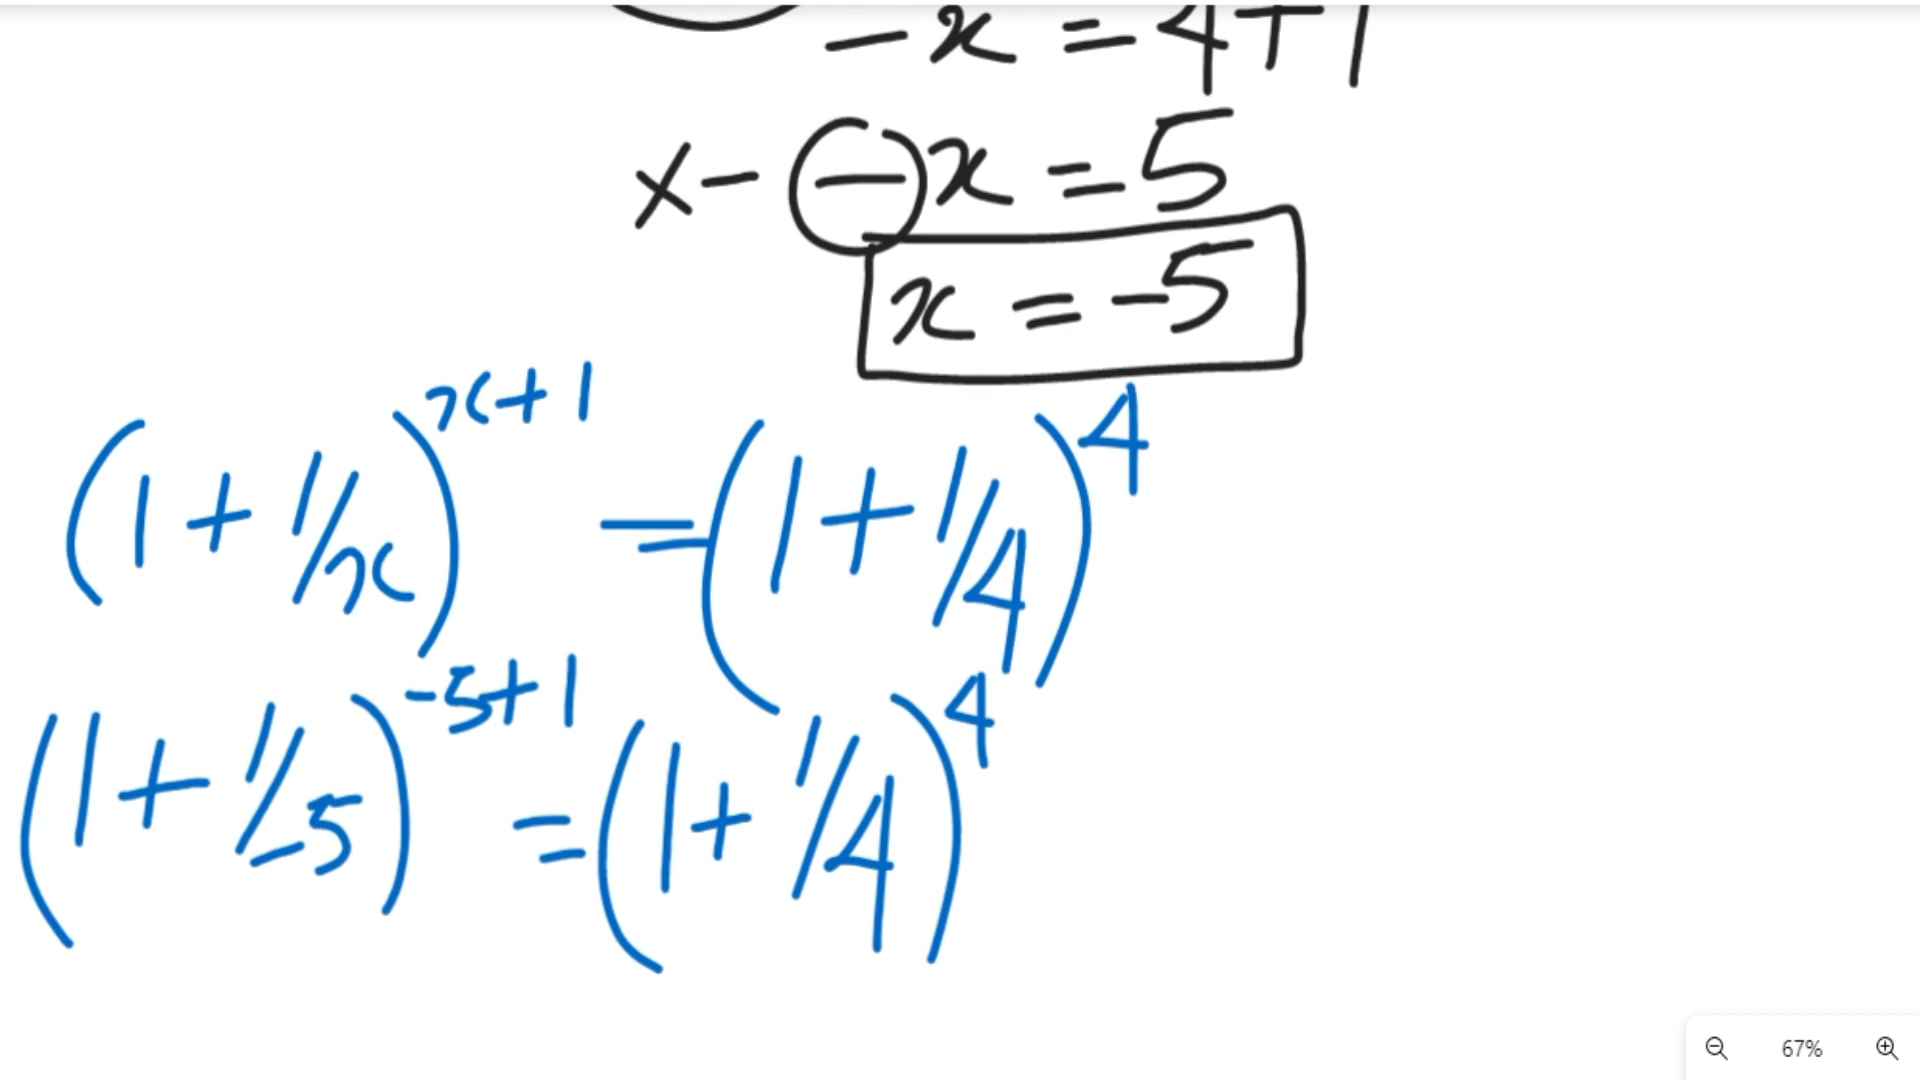 -x = 4+1
x- -x = 5
x = -5
(1 + 1/x)^x+1 = (1 + 1/4)^4
(1 + 1/-5)^-5+1 = (1 + 1/4)^4
67%